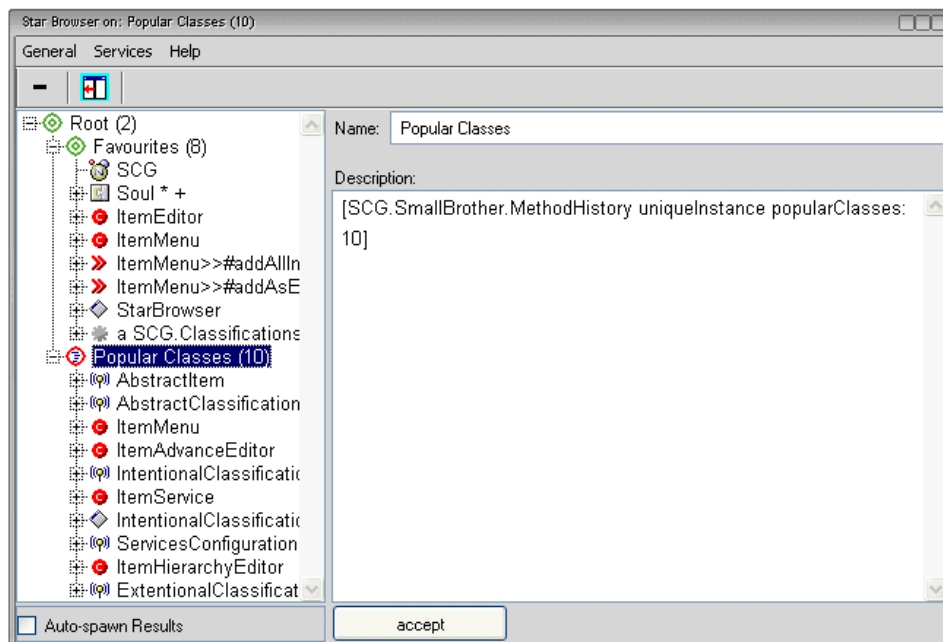 Star Browser on: Popular Classes (10)
General Services Help
Root (2)
Favourites (8)
SCG
Soul * +
ItemEditor
ItemMenu
ItemMenu>>#addAllIn
ItemMenu>>#addAsE
StarBrowser
a SCG.Classifications
Popular Classes (10)
AbstractItem
AbstractClassification
ItemMenu
ItemAdvanceEditor
IntentionalClassificatio
ItemService
IntentionalClassificatio
ServicesConfiguration
ItemHierarchyEditor
ExtentionalClassificat
Auto-spawn Results
Name: Popular Classes
Description:
[SCG.SmallBrother.MethodHistory uniqueInstance popularClasses:
10]
accept